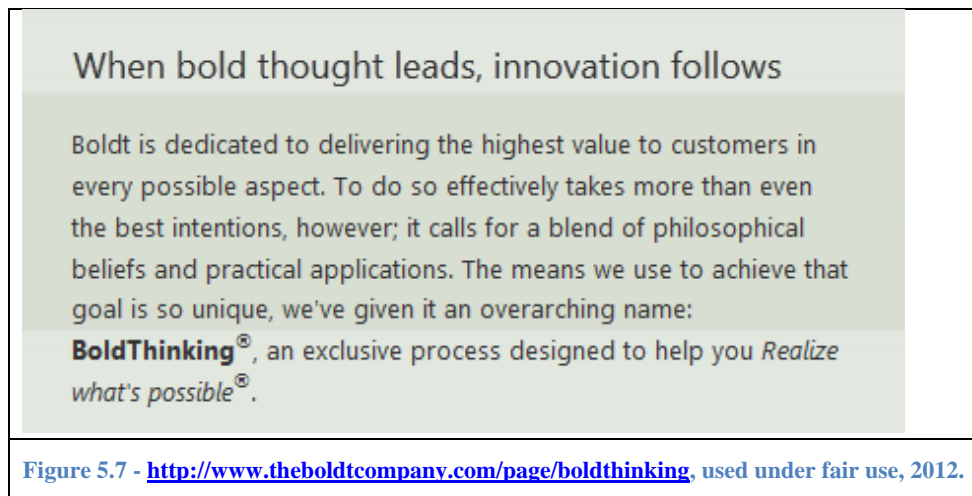 When bold thought leads, innovation follows
Boldt is dedicated to delivering the highest value to customers in
every possible aspect. To do so effectively takes more than even
the best intentions, however; it calls for a blend of philosophical
beliefs and practical applications. The means we use to achieve that
goal is so unique, we've given it an overarching name:
BoldThinking®, an exclusive process designed to help you Realize
what's possible®.
Figure 5.7 - http://www.theboldtcompany.com/page/boldthinking, used under fair use, 2012.